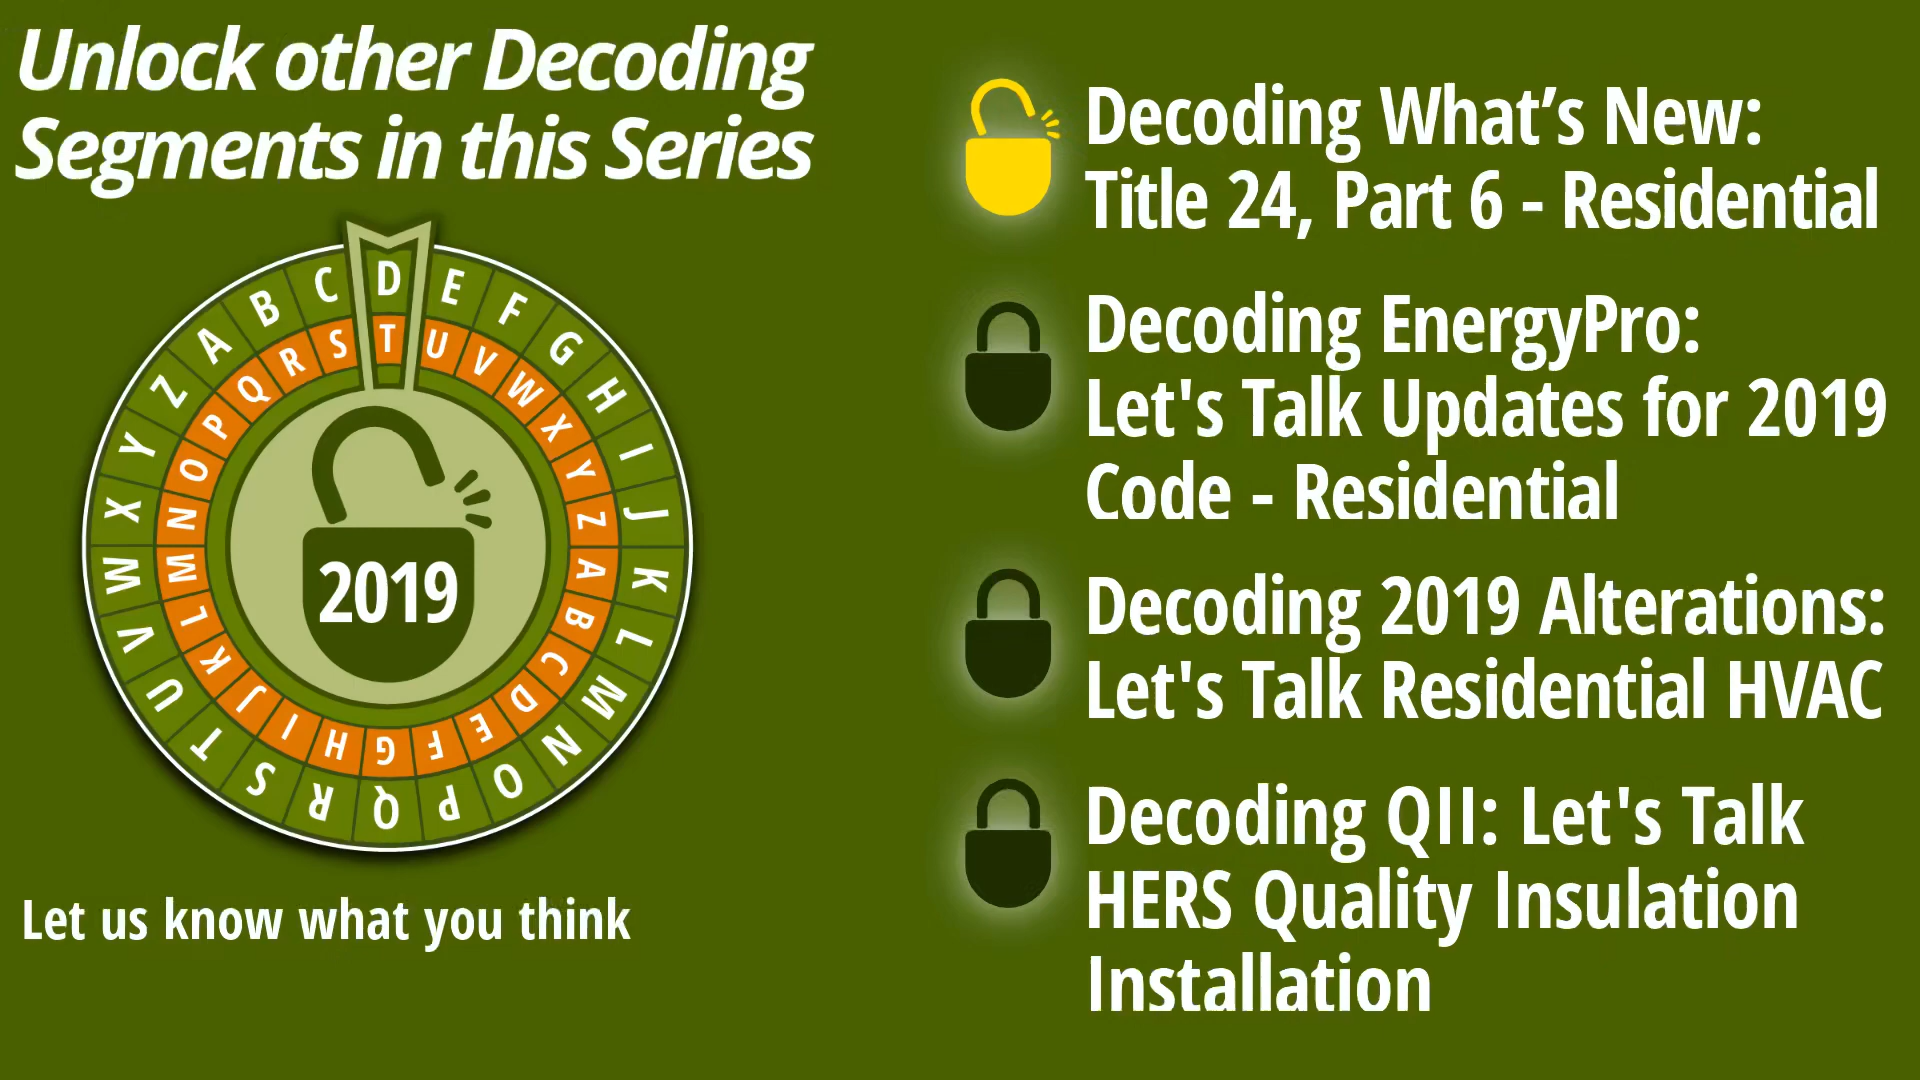 Unlock other Decoding
Segments in this Series
A B C D E F G H I J K L M N O P Q R S T U V W X Y Z
T U V W X Y Z A B C D E F G H I J K L M N O P Q R S
2019
Let us know what you think
Decoding What’s New:
Title 24, Part 6 - Residential
Decoding EnergyPro:
Let's Talk Updates for 2019
Code - Residential
Decoding 2019 Alterations:
Let's Talk Residential HVAC
Decoding QII: Let's Talk
HERS Quality Insulation
Installation